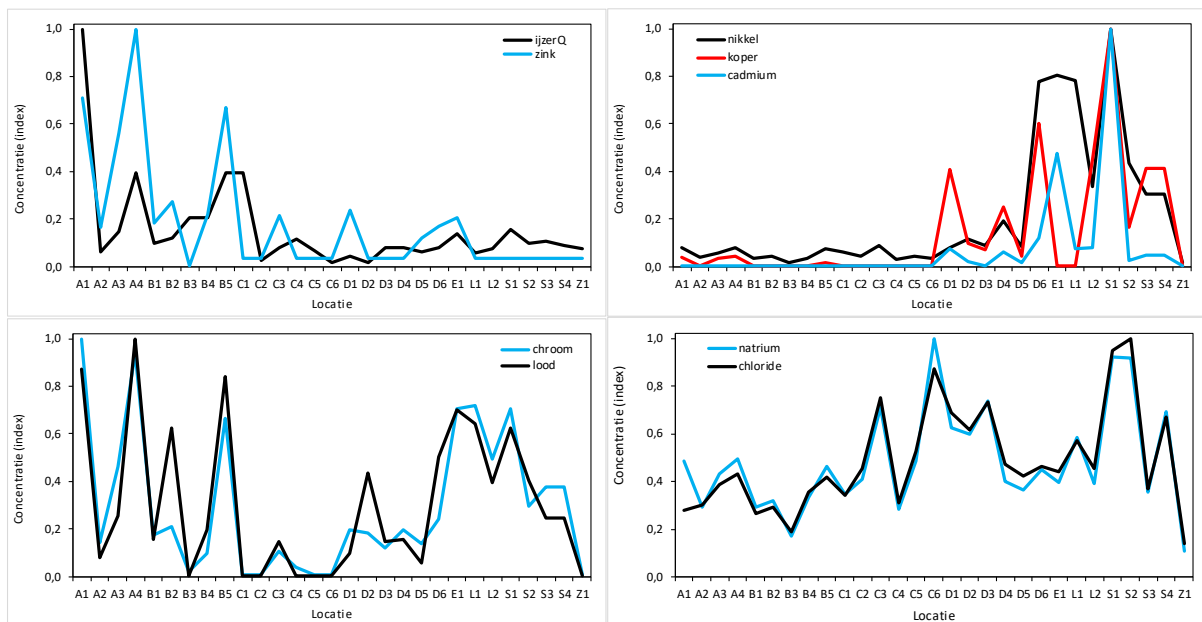 1,0
0,8
0,6
0,4
0,2
0,0
Concentratie (index)
ijzerQ
zink
A1 A2 A3 A4 B1 B2 B3 B4 B5 C1 C2 C3 C4 C5 C6 D1 D2 D3 D4 D5 D6 E1 L1 L2 S1 S2 S3 S4 Z1
Locatie
1,0
0,8
0,6
0,4
0,2
0,0
Concentratie (index)
nikkel
koper
cadmium
A1 A2 A3 A4 B1 B2 B3 B4 B5 C1 C2 C3 C4 C5 C6 D1 D2 D3 D4 D5 D6 E1 L1 L2 S1 S2 S3 S4 Z1
Locatie
1,0
0,8
0,6
0,4
0,2
0,0
Concentratie (index)
chroom
lood
A1 A2 A3 A4 B1 B2 B3 B4 B5 C1 C2 C3 C4 C5 C6 D1 D2 D3 D4 D5 D6 E1 L1 L2 S1 S2 S3 S4 Z1
Locatie
1,0
0,8
0,6
0,4
0,2
0,0
Concentratie (index)
natrium
chloride
A1 A2 A3 A4 B1 B2 B3 B4 B5 C1 C2 C3 C4 C5 C6 D1 D2 D3 D4 D5 D6 E1 L1 L2 S1 S2 S3 S4 Z1
Locatie